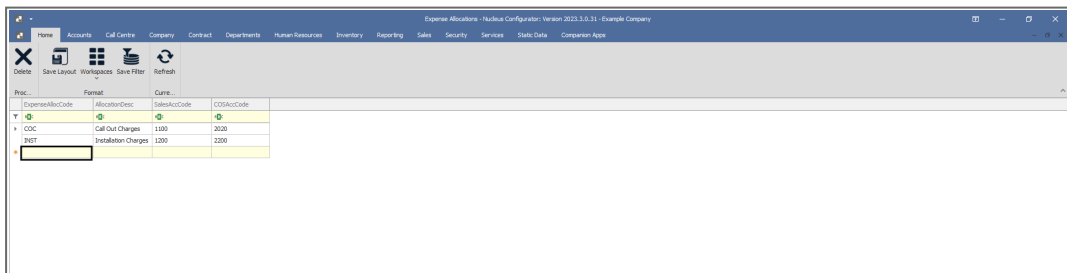 Expense Allocations - Nucleus Configurator: Version 2023.3.0.31 - Example Company
Home Accounts Call Centre Company Contract Departments Human Resources Inventory Reporting Sales Security Services Static Data Companion Apps
Delete Save Layout Workspaces Save Filter Refresh
Proc... Format Curre...
ExpenseAllocCode AllocationDesc SalesAccCode COSAccCode
COC Call Out Charges 1100 2020
INST Installation Charges 1200 2200